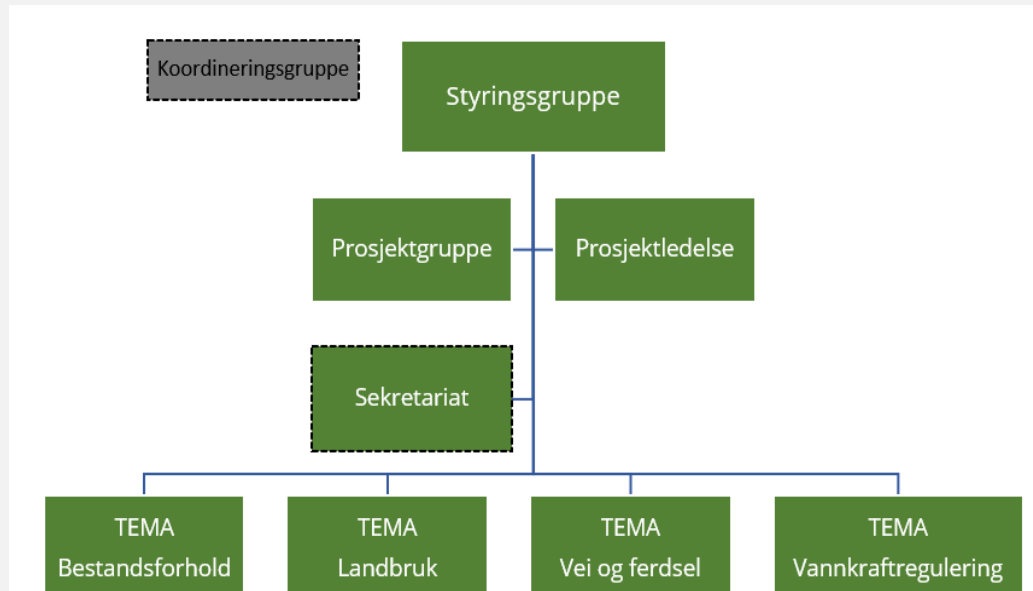 Koordineringsgruppe
Styringsgruppe
Prosjektgruppe
Prosjektledelse
Sekretariat
TEMA
Bestandsforhold
TEMA
Landbruk
TEMA
Vei og ferdsel
TEMA
Vannkraftregulering